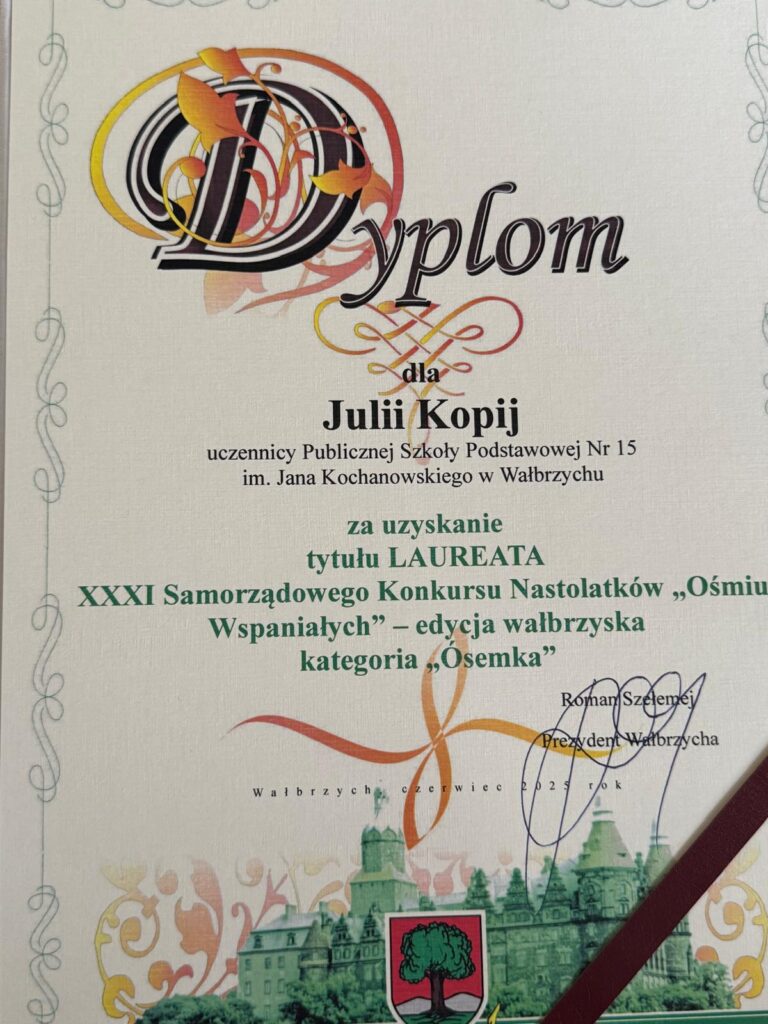 Dyplom
dla
Julii Kopij
uczennicy Publicznej Szkoły Podstawowej Nr 15
im. Jana Kochanowskiego w Wałbrzychu
za uzyskanie
tytułu LAUREATA
XXXI Samorządowego Konkursu Nastolatków „Ośmiu
Wspaniałych” – edycja wałbrzyska
kategoria „Ósemka”
Roman Szełemej
Prezydent Wałbrzycha
Wałbrzych, czerwiec 2025 rok